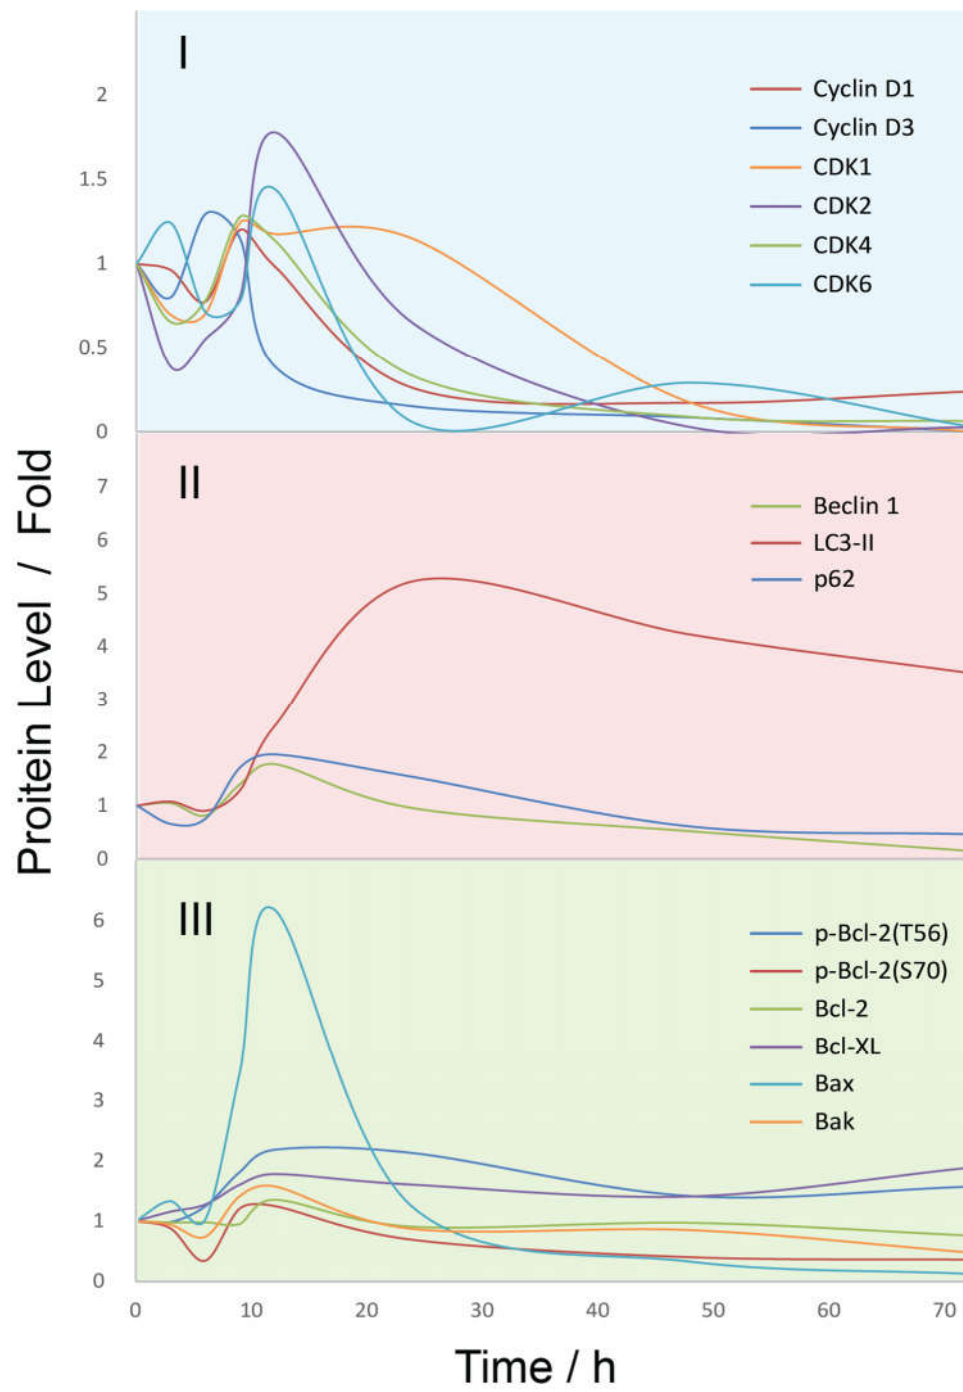 Proitein Level / Fold
I
2
1.5
1
0.5
0
Cyclin D1
Cyclin D3
CDK1
CDK2
CDK4
CDK6
II
7
6
5
4
3
2
1
0
Beclin 1
LC3-II
p62
III
6
5
4
3
2
1
0
p-Bcl-2(T56)
p-Bcl-2(S70)
Bcl-2
Bcl-XL
Bax
Bak
0 10 20 30 40 50 60 70
Time / h